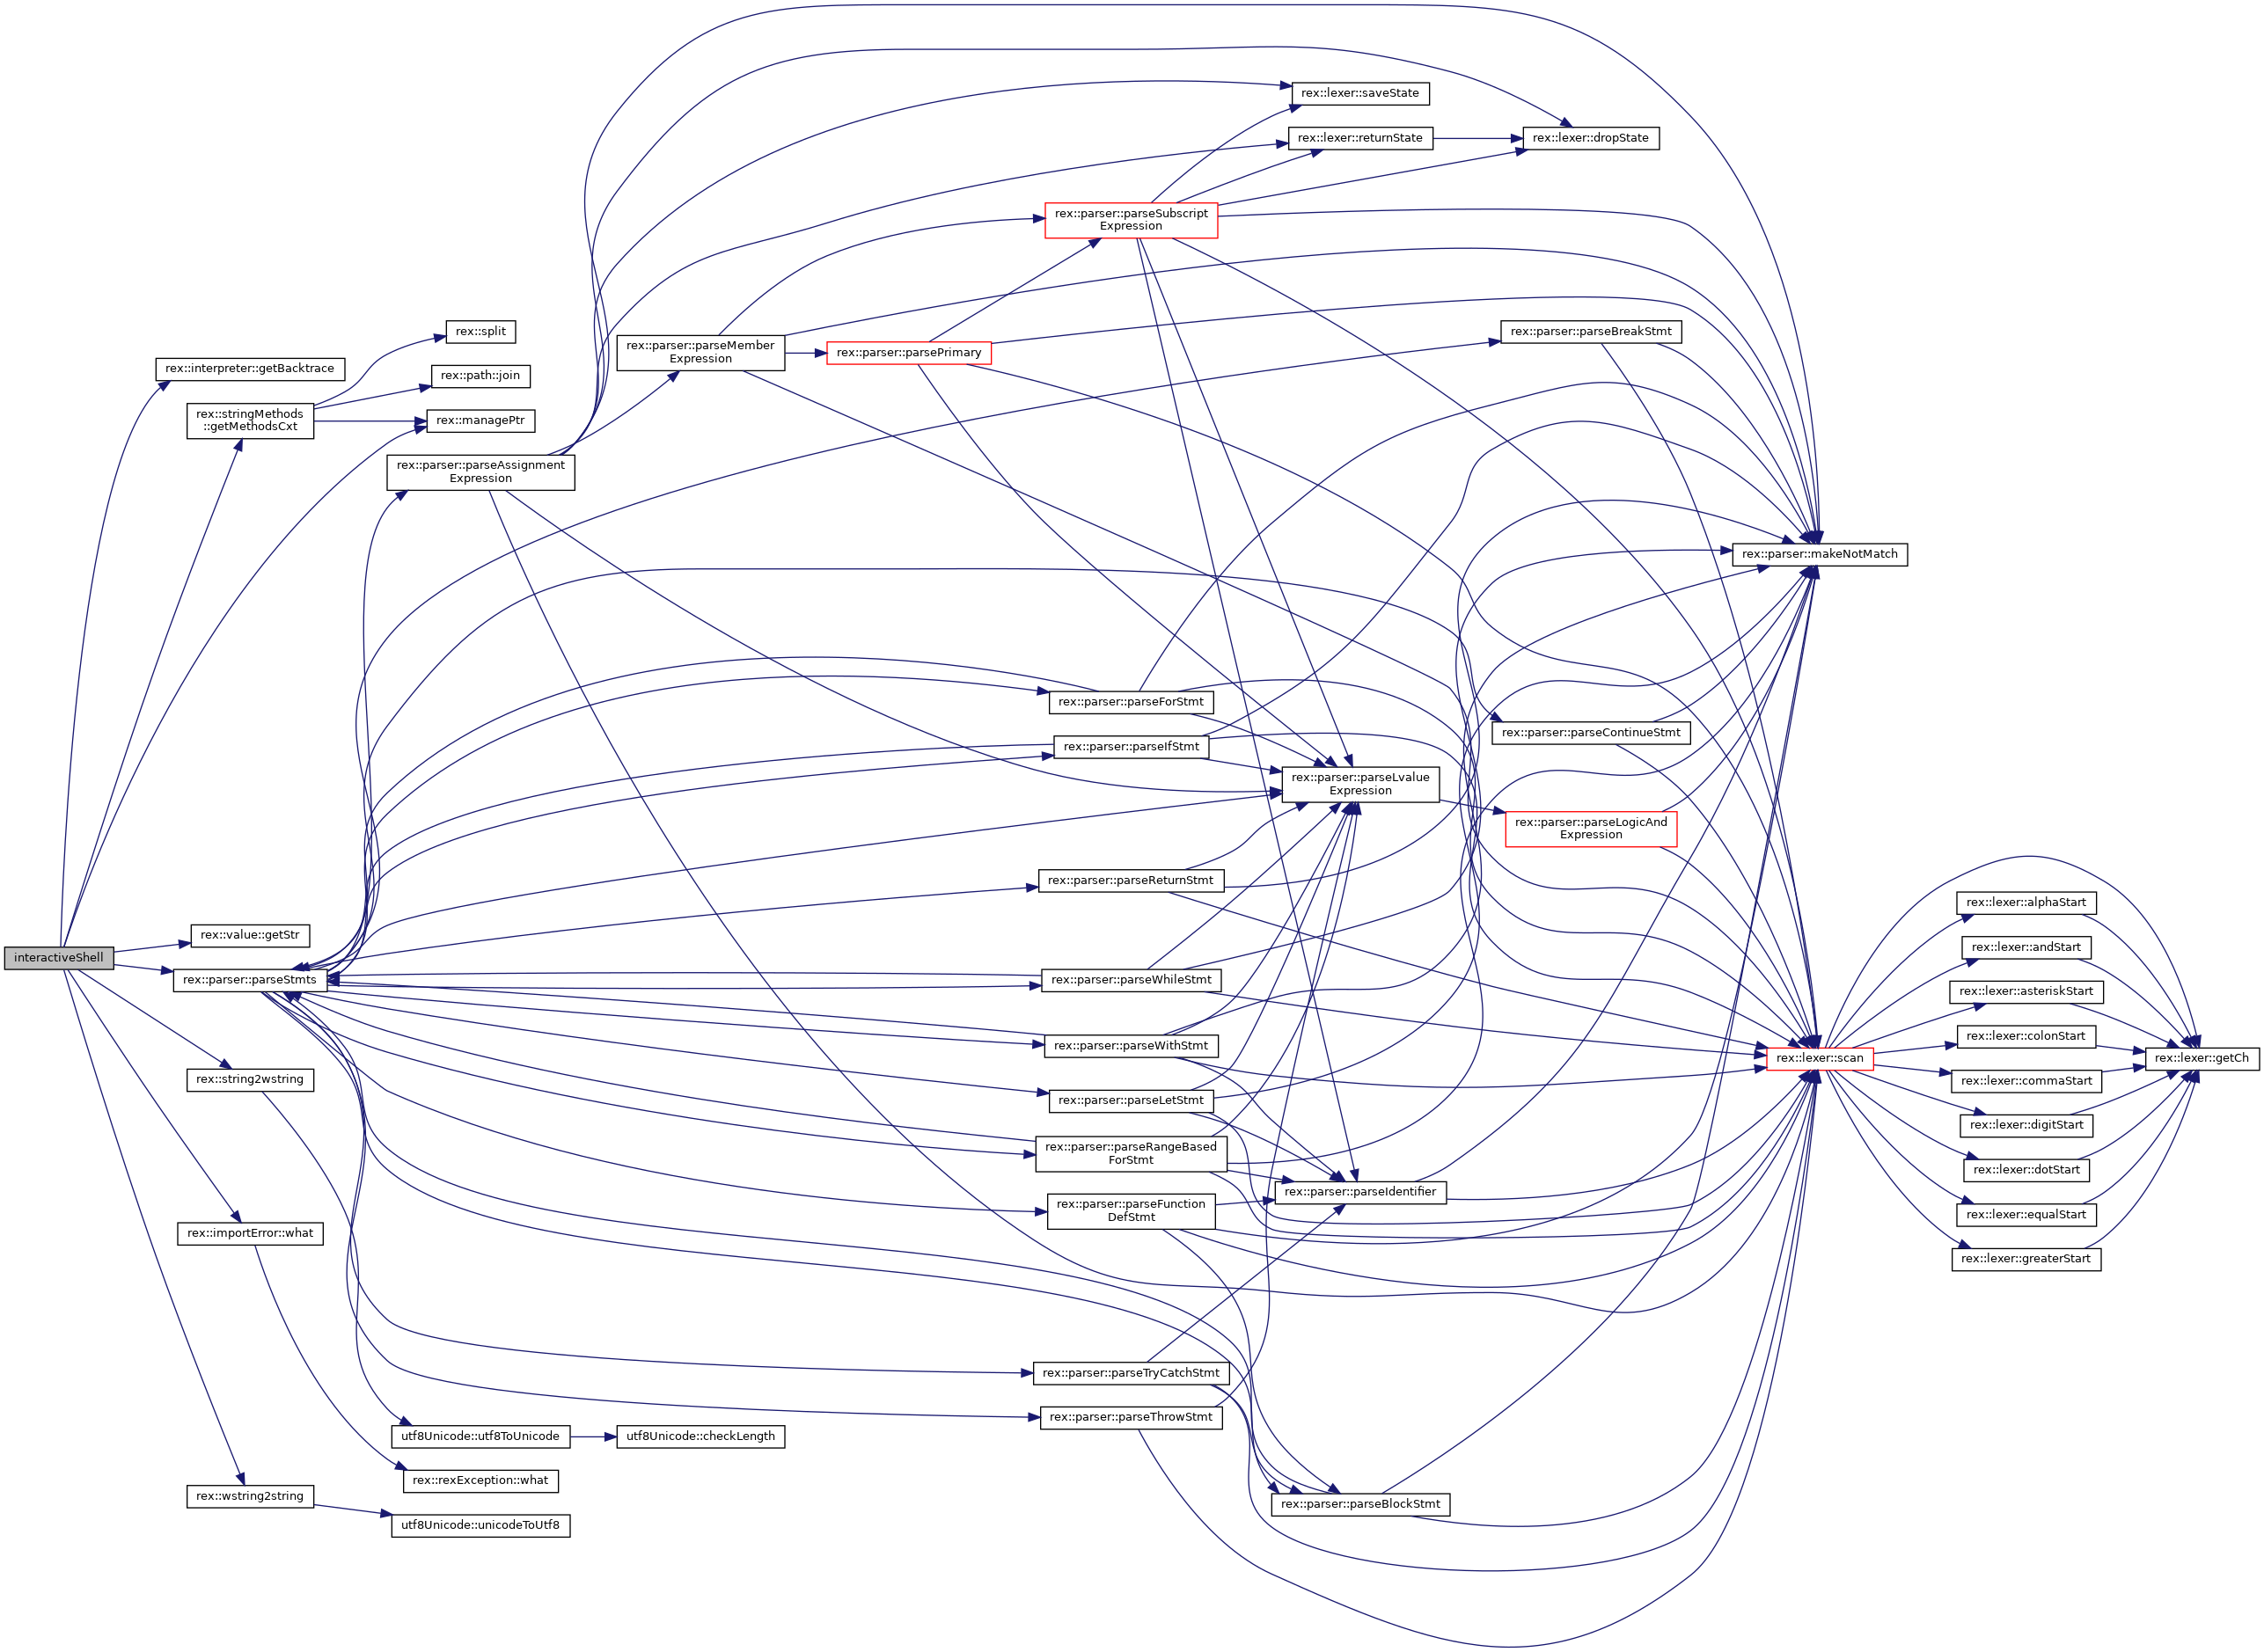 interactiveShell
rex::interpreter::getBacktrace
rex::stringMethods
::getMethodsCxt
rex::split
rex::path::join
rex::managePtr
rex::value::getStr
rex::parser::parseStmts
rex::string2wstring
rex::importError::what
rex::wstring2string
rex::parser::parseAssignment
Expression
utf8Unicode::utf8ToUnicode
rex::rexException::what
utf8Unicode::unicodeToUtf8
utf8Unicode::checkLength
rex::parser::parseMember
Expression
rex::parser::parsePrimary
rex::parser::parseSubscript
Expression
rex::parser::parseForStmt
rex::parser::parseIfStmt
rex::parser::parseReturnStmt
rex::parser::parseWhileStmt
rex::parser::parseWithStmt
rex::parser::parseLetStmt
rex::parser::parseRangeBased
ForStmt
rex::parser::parseFunction
DefStmt
rex::parser::parseTryCatchStmt
rex::parser::parseThrowStmt
rex::lexer::saveState
rex::lexer::returnState
rex::parser::parseLvalue
Expression
rex::parser::parseIdentifier
rex::parser::parseBlockStmt
rex::lexer::dropState
rex::parser::parseBreakStmt
rex::parser::parseContinueStmt
rex::parser::parseLogicAnd
Expression
rex::parser::makeNotMatch
rex::lexer::scan
rex::lexer::alphaStart
rex::lexer::andStart
rex::lexer::asteriskStart
rex::lexer::colonStart
rex::lexer::commaStart
rex::lexer::digitStart
rex::lexer::dotStart
rex::lexer::equalStart
rex::lexer::greaterStart
rex::lexer::getCh